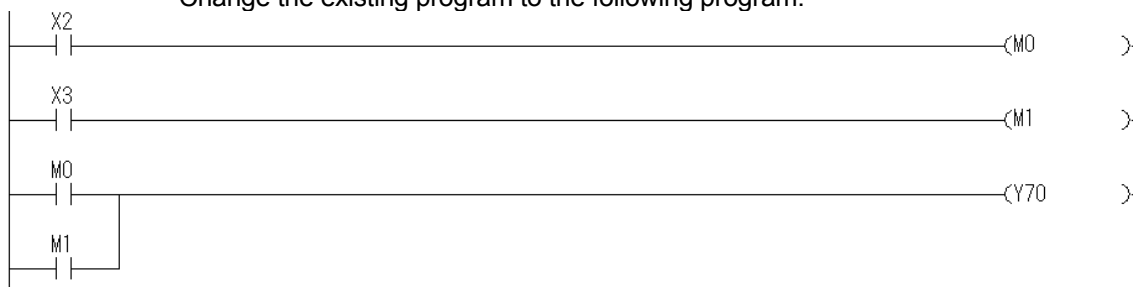 Change the existing program to the following program.
X2
(M0 )
X3
(M1 )
M0
(Y70 )
M1